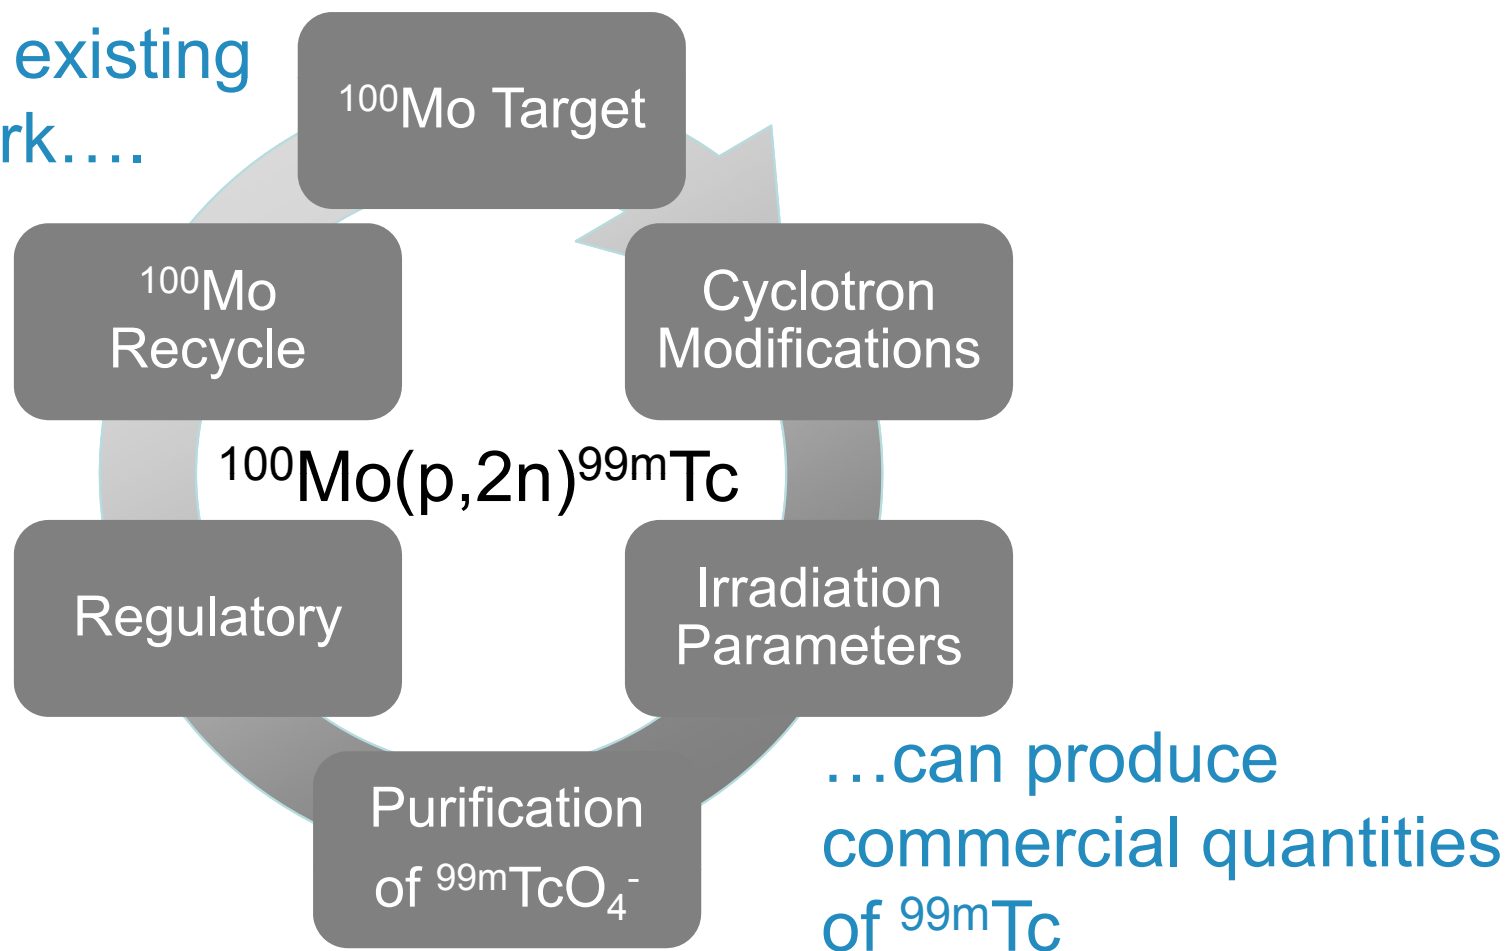 existing
rk….
¹⁰⁰Mo Target
¹⁰⁰Mo
Recycle
Cyclotron
Modifications
¹⁰⁰Mo(p,2n)⁹⁹ᵐTc
Regulatory
Irradiation
Parameters
Purification
of ⁹⁹ᵐTcO₄⁻
…can produce
commercial quantities
of ⁹⁹ᵐTc